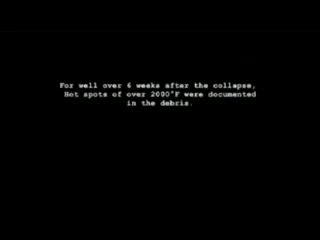 For well over 6 weeks after the collapse,
Hot spots of over 2000°F were documented
in the debris.